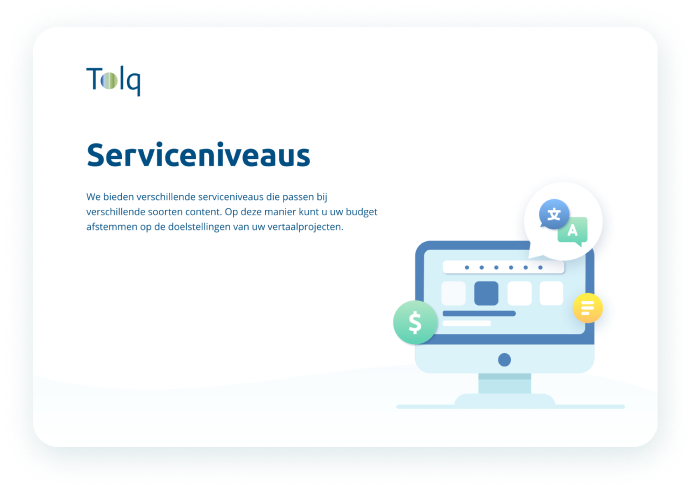 Tolq
Serviceniveaus
We bieden verschillende serviceniveaus die passen bij
verschillende soorten content. Op deze manier kunt u uw budget
afstemmen op de doelstellingen van uw vertaalprojecten.
文
A
$